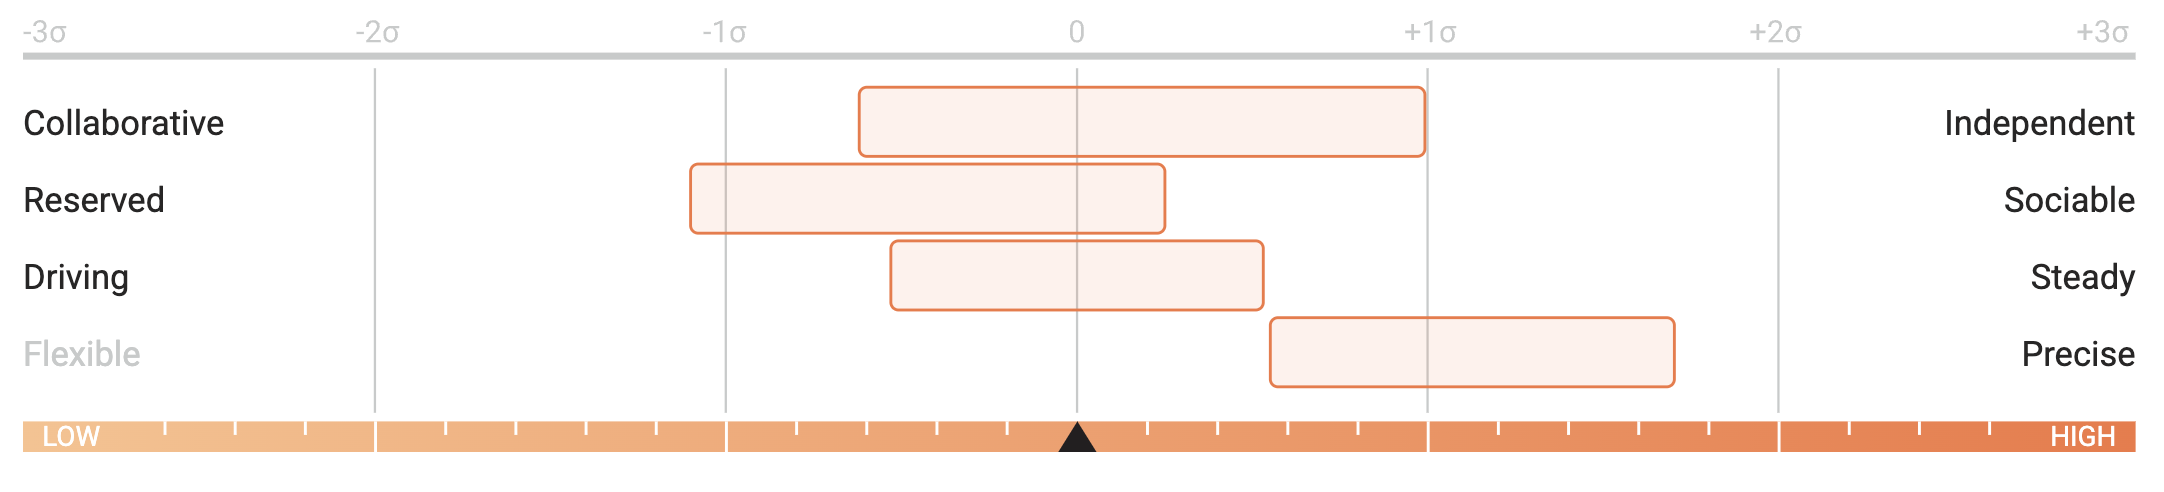 -3σ -2σ -1σ 0 +1σ +2σ +3σ
Collaborative Independent
Reserved Sociable
Driving Steady
Flexible Precise
LOW HIGH